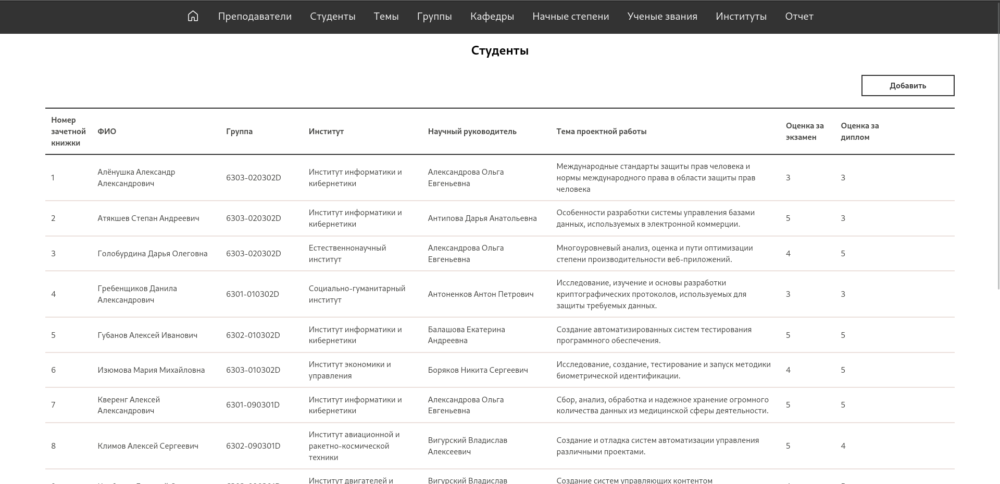 Преподаватели Студенты Темы Группы Кафедры Начные степени Ученые звания Институты Отчет
Студенты
Добавить
Номер зачетной книжки ФИО Группа Институт Научный руководитель Тема проектной работы Оценка за экзамен Оценка за диплом
1 Алёнушка Александр Александрович 6303-020302D Институт информатики и кибернетики Александрова Ольга Евгеньевна Международные стандарты защиты прав человека и нормы международного права в области защиты прав человека 3 3
2 Атякшев Степан Андреевич 6303-020302D Институт информатики и кибернетики Антипова Дарья Анатольевна Особенности разработки системы управления базами данных, используемых в электронной коммерции. 5 3
3 Голобурдина Дарья Олеговна 6303-020302D Естественнонаучный институт Александрова Ольга Евгеньевна Многоуровневый анализ, оценка и пути оптимизации степени производительности веб-приложений. 4 5
4 Гребенщиков Данила Александрович 6301-010302D Социально-гуманитарный институт Антоненков Антон Петрович Исследование, изучение и основы разработки криптографических протоколов, используемых для защиты требуемых данных. 3 3
5 Губанов Алексей Иванович 6302-010302D Институт информатики и кибернетики Балашова Екатерина Андреевна Создание автоматизированных систем тестирования программного обеспечения. 5 5
6 Изюмова Мария Михайловна 6303-010302D Институт экономики и управления Боряков Никита Сергеевич Исследование, создание, тестирование и запуск методики биометрической идентификации. 4 5
7 Кверенг Алексей Александрович 6301-090301D Институт информатики и кибернетики Александрова Ольга Евгеньевна Сбор, анализ, обработка и надежное хранение огромного количества данных из медицинской сферы деятельности. 5 5
8 Климов Алексей Сергеевич 6302-090301D Институт авиационной и ракетно-космической техники Вигурский Владислав Алексеевич Создание и отладка систем автоматизации управления различными проектами. 5 4
Институт двигателей и Вигурский Владислав Создание систем управляющих контентом